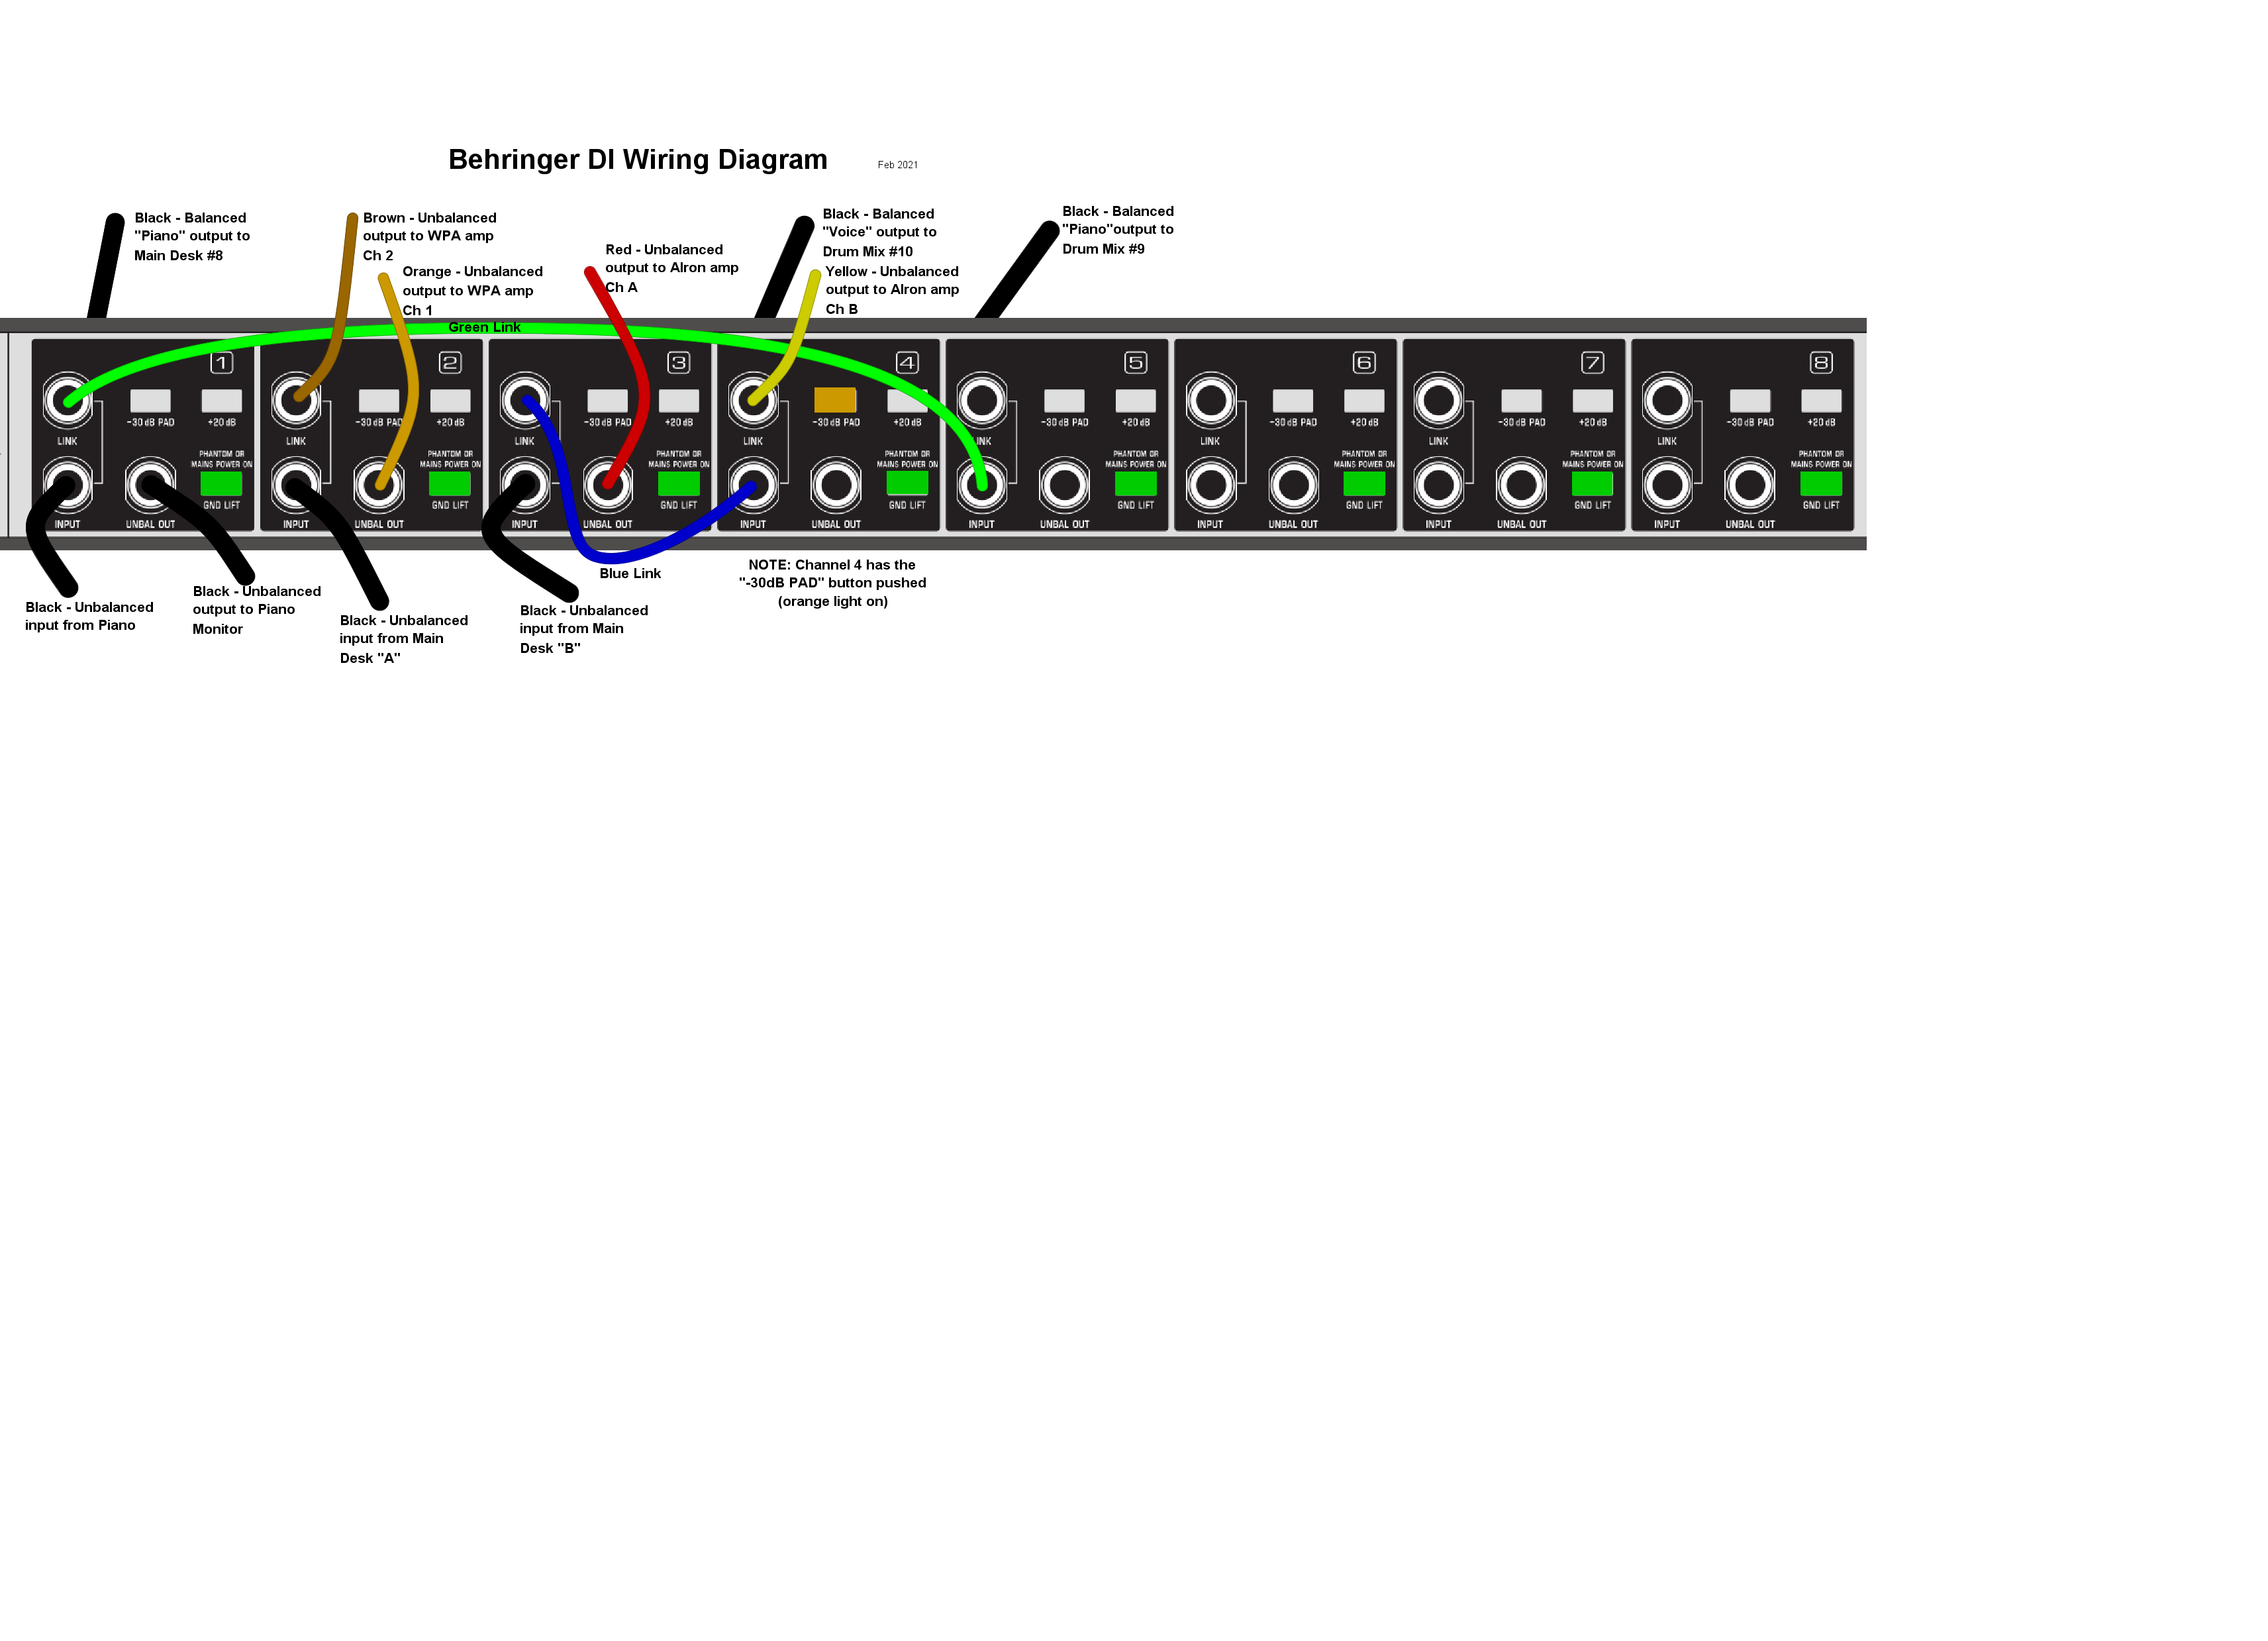 Behringer DI Wiring Diagram
Feb 2021
Black - Balanced
"Piano" output to
Main Desk #8
Brown - Unbalanced
output to WPA amp
Ch 2
Orange - Unbalanced
output to WPA amp
Ch 1
Red - Unbalanced
output to Alron amp
Ch A
Black - Balanced
"Voice" output to
Drum Mix #10
Yellow - Unbalanced
output to Alron amp
Ch B
Black - Balanced
"Piano"output to
Drum Mix #9
Green Link
1
-30 dB PAD
+20 dB
LINK
PHANTOM OR
MAINS POWER ON
INPUT
UNBAL OUT
GND LIFT
2
-30 dB PAD
+20 dB
LINK
PHANTOM OR
MAINS POWER ON
INPUT
UNBAL OUT
GND LIFT
3
-30 dB PAD
+20 dB
LINK
PHANTOM OR
MAINS POWER ON
INPUT
UNBAL OUT
GND LIFT
4
-30 dB PAD
+20 dB
LINK
PHANTOM OR
MAINS POWER ON
INPUT
UNBAL OUT
GND LIFT
5
-30 dB PAD
+20 dB
LINK
PHANTOM OR
MAINS POWER ON
INPUT
UNBAL OUT
GND LIFT
6
-30 dB PAD
+20 dB
LINK
PHANTOM OR
MAINS POWER ON
INPUT
UNBAL OUT
GND LIFT
7
-30 dB PAD
+20 dB
LINK
PHANTOM OR
MAINS POWER ON
INPUT
UNBAL OUT
GND LIFT
8
-30 dB PAD
+20 dB
LINK
PHANTOM OR
MAINS POWER ON
INPUT
UNBAL OUT
GND LIFT
Black - Unbalanced
input from Piano
Black - Unbalanced
output to Piano
Monitor
Black - Unbalanced
input from Main
Desk "A"
Black - Unbalanced
input from Main
Desk "B"
Blue Link
NOTE: Channel 4 has the
"-30dB PAD" button pushed
(orange light on)